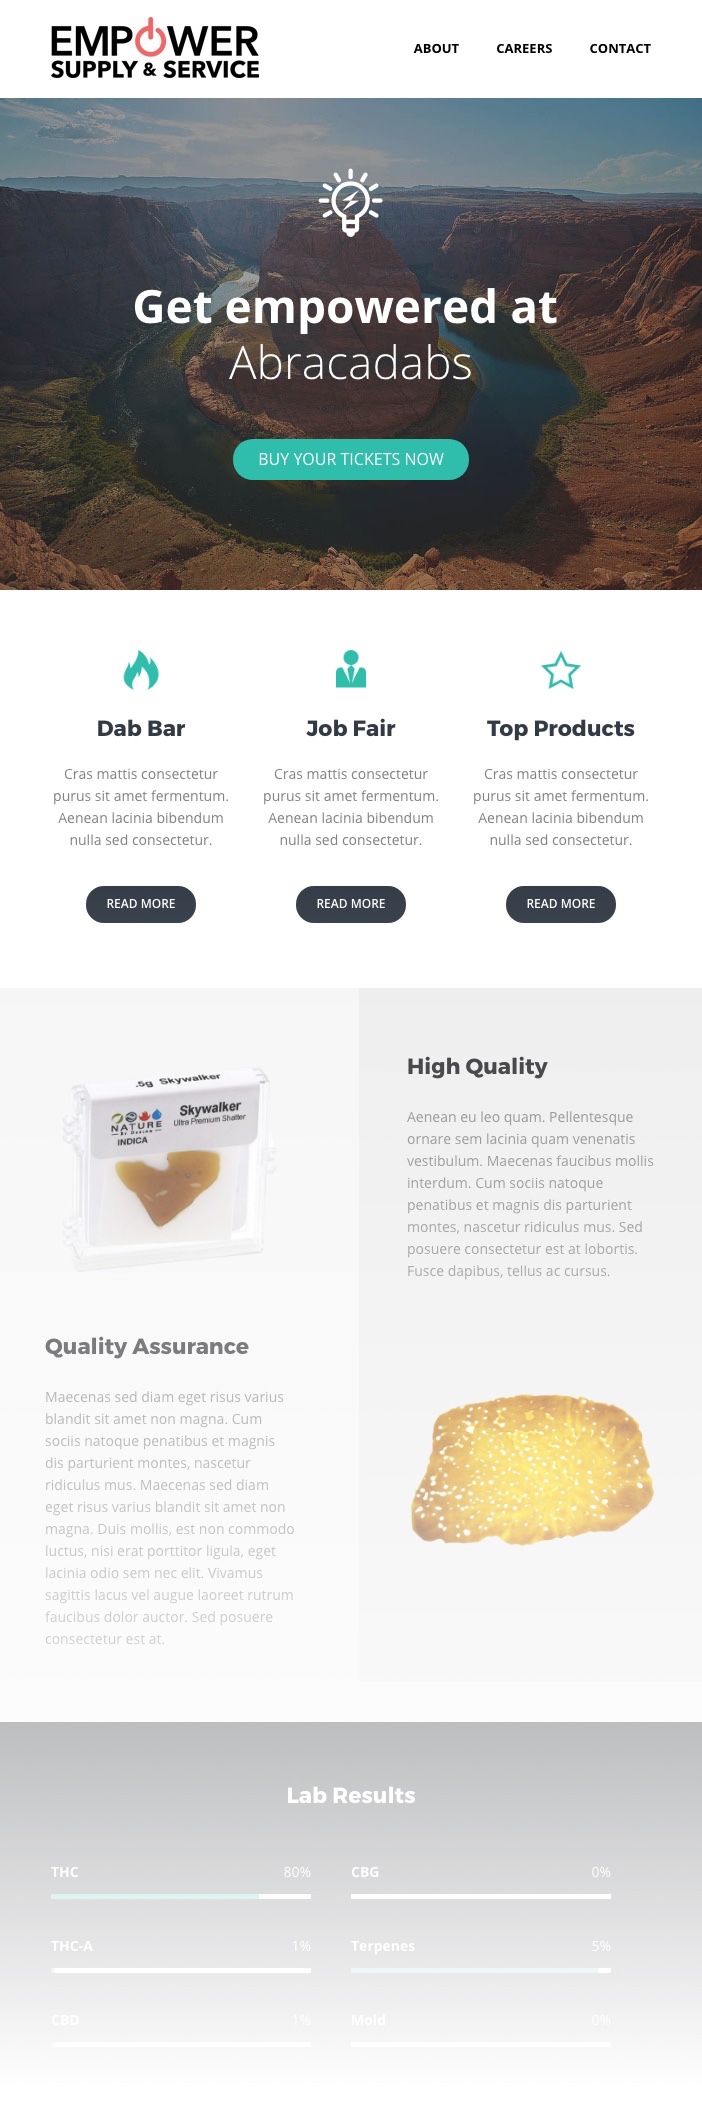 EMPOWER
SUPPLY & SERVICE
ABOUT CAREERS CONTACT
Get empowered at
Abracadabs
BUY YOUR TICKETS NOW
Dab Bar
Cras mattis consectetur
purus sit amet fermentum.
Aenean lacinia bibendum
nulla sed consectetur.
READ MORE
Job Fair
Cras mattis consectetur
purus sit amet fermentum.
Aenean lacinia bibendum
nulla sed consectetur.
READ MORE
Top Products
Cras mattis consectetur
purus sit amet fermentum.
Aenean lacinia bibendum
nulla sed consectetur.
READ MORE
.5g Skywalker
Skywalker
Ultra Premium Shatter
NATURE
INDICA
Quality Assurance
Maecenas sed diam eget risus varius
blandit sit amet non magna. Cum
sociis natoque penatibus et magnis
dis parturient montes, nascetur
ridiculus mus. Maecenas sed diam
eget risus varius blandit sit amet non
magna. Duis mollis, est non commodo
luctus, nisi erat porttitor ligula, eget
lacinia odio sem nec elit. Vivamus
sagittis lacus vel augue laoreet rutrum
faucibus dolor auctor. Sed posuere
consectetur est at.
High Quality
Aenean eu leo quam. Pellentesque
ornare sem lacinia quam venenatis
vestibulum. Maecenas faucibus mollis
interdum. Cum sociis natoque
penatibus et magnis dis parturient
montes, nascetur ridiculus mus. Sed
posuere consectetur est at lobortis.
Fusce dapibus, tellus ac cursus.
Lab Results
THC 80%
CBG 0%
THC-A 1%
Terpenes 5%
CBD 1%
Mold 0%